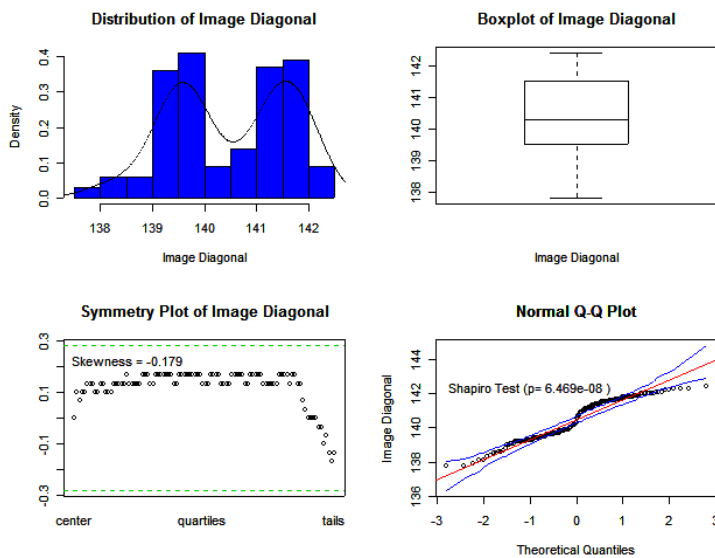 Distribution of Image Diagonal
Density
0.0 0.1 0.2 0.3 0.4
138 139 140 141 142
Image Diagonal
Boxplot of Image Diagonal
138 139 140 141 142
Image Diagonal
Symmetry Plot of Image Diagonal
Skewness = -0.179
-0.3 -0.1 0.1 0.3
center quartiles tails
Normal Q-Q Plot
Shapiro Test (p= 6.469e-08 )
Image Diagonal
136 138 140 142 144
-3 -2 -1 0 1 2 3
Theoretical Quantiles